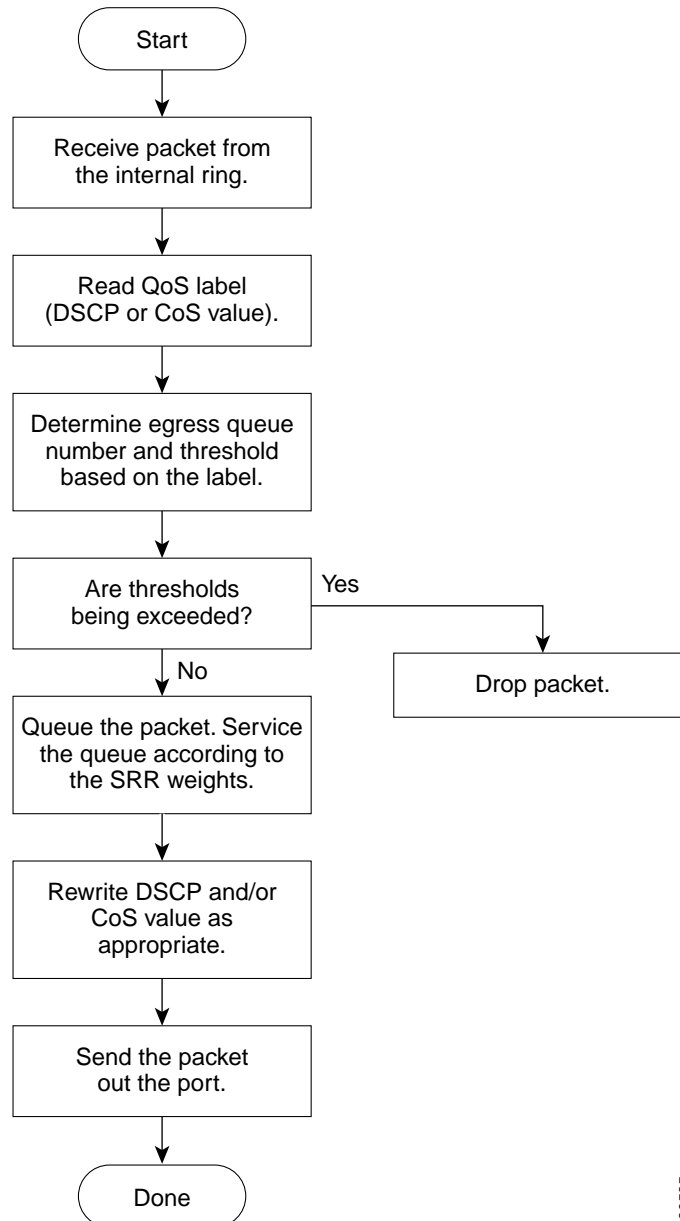 Start
Receive packet from
the internal ring.
Read QoS label
(DSCP or CoS value).
Determine egress queue
number and threshold
based on the label.
Are thresholds
being exceeded?
Yes
No
Drop packet.
Queue the packet. Service
the queue according to
the SRR weights.
Rewrite DSCP and/or
CoS value as
appropriate.
Send the packet
out the port.
Done